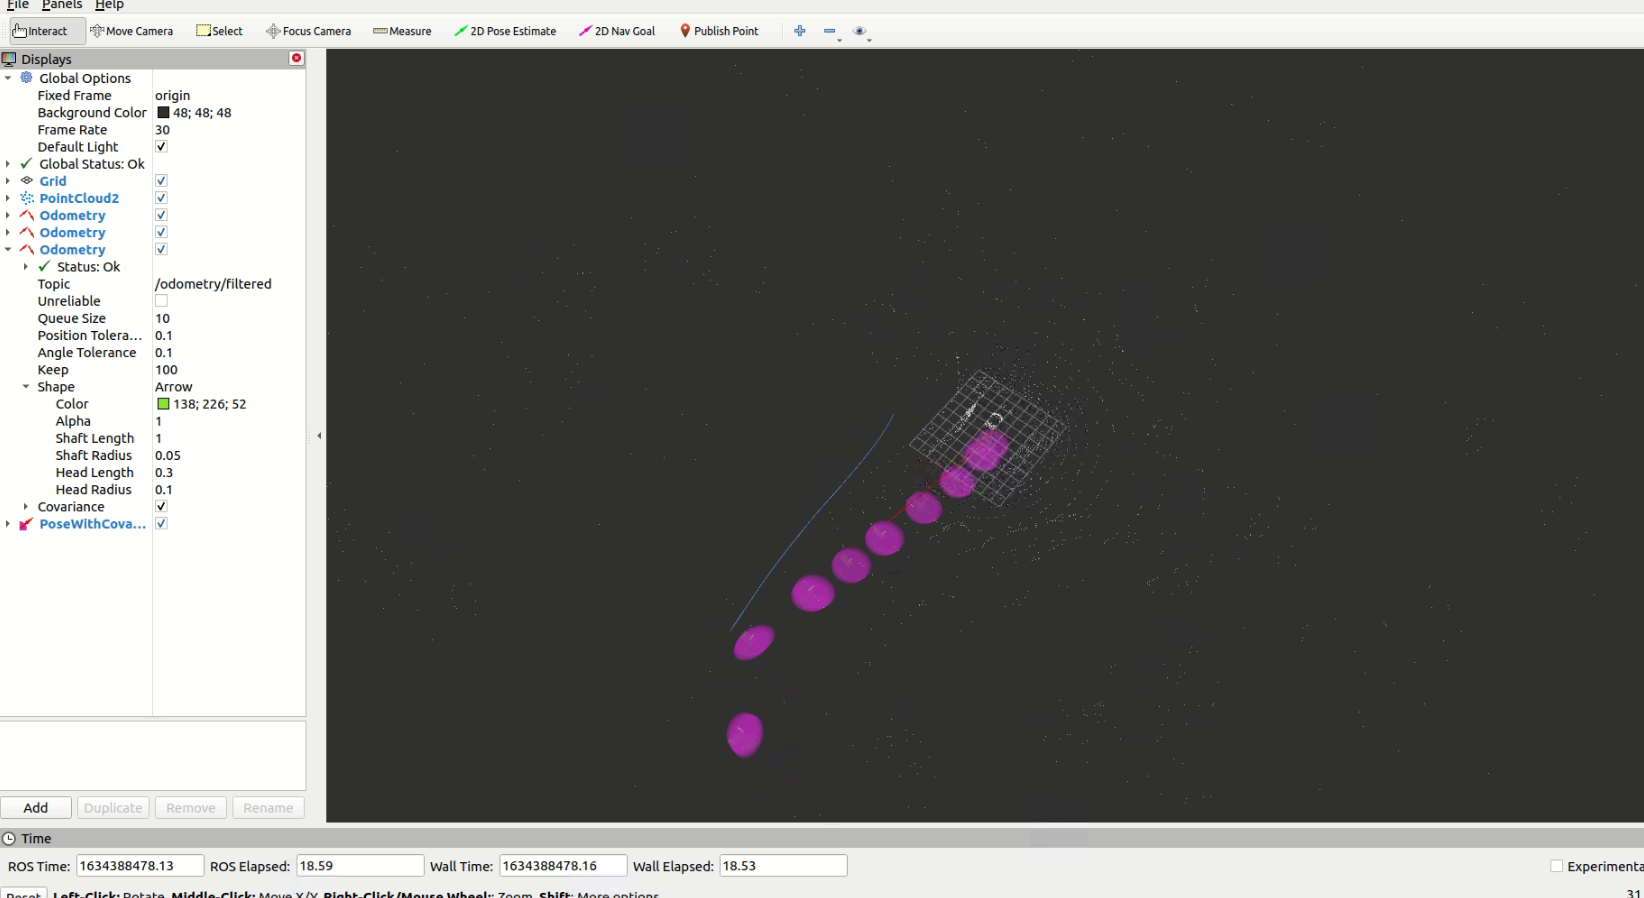 File Panels Help
Interact Move Camera Select Focus Camera Measure 2D Pose Estimate 2D Nav Goal Publish Point
Displays
Global Options
Fixed Frame origin
Background Color 48; 48; 48
Frame Rate 30
Default Light
Global Status: Ok
Grid
PointCloud2
Odometry
Odometry
Odometry
Status: Ok
Topic /odometry/filtered
Unreliable
Queue Size 10
Position Tolera... 0.1
Angle Tolerance 0.1
Keep 100
Shape Arrow
Color 138; 226; 52
Alpha 1
Shaft Length 1
Shaft Radius 0.05
Head Length 0.3
Head Radius 0.1
Covariance
PoseWithCova...
Add Duplicate Remove Rename
Time
ROS Time: 1634388478.13 ROS Elapsed: 18.59 Wall Time: 1634388478.16 Wall Elapsed: 18.53 Experimenta
Reset Left-Click: Rotate. Middle-Click: Move X/Y. Right-Click/Mouse Wheel:: Zoom. Shift: More options. 31